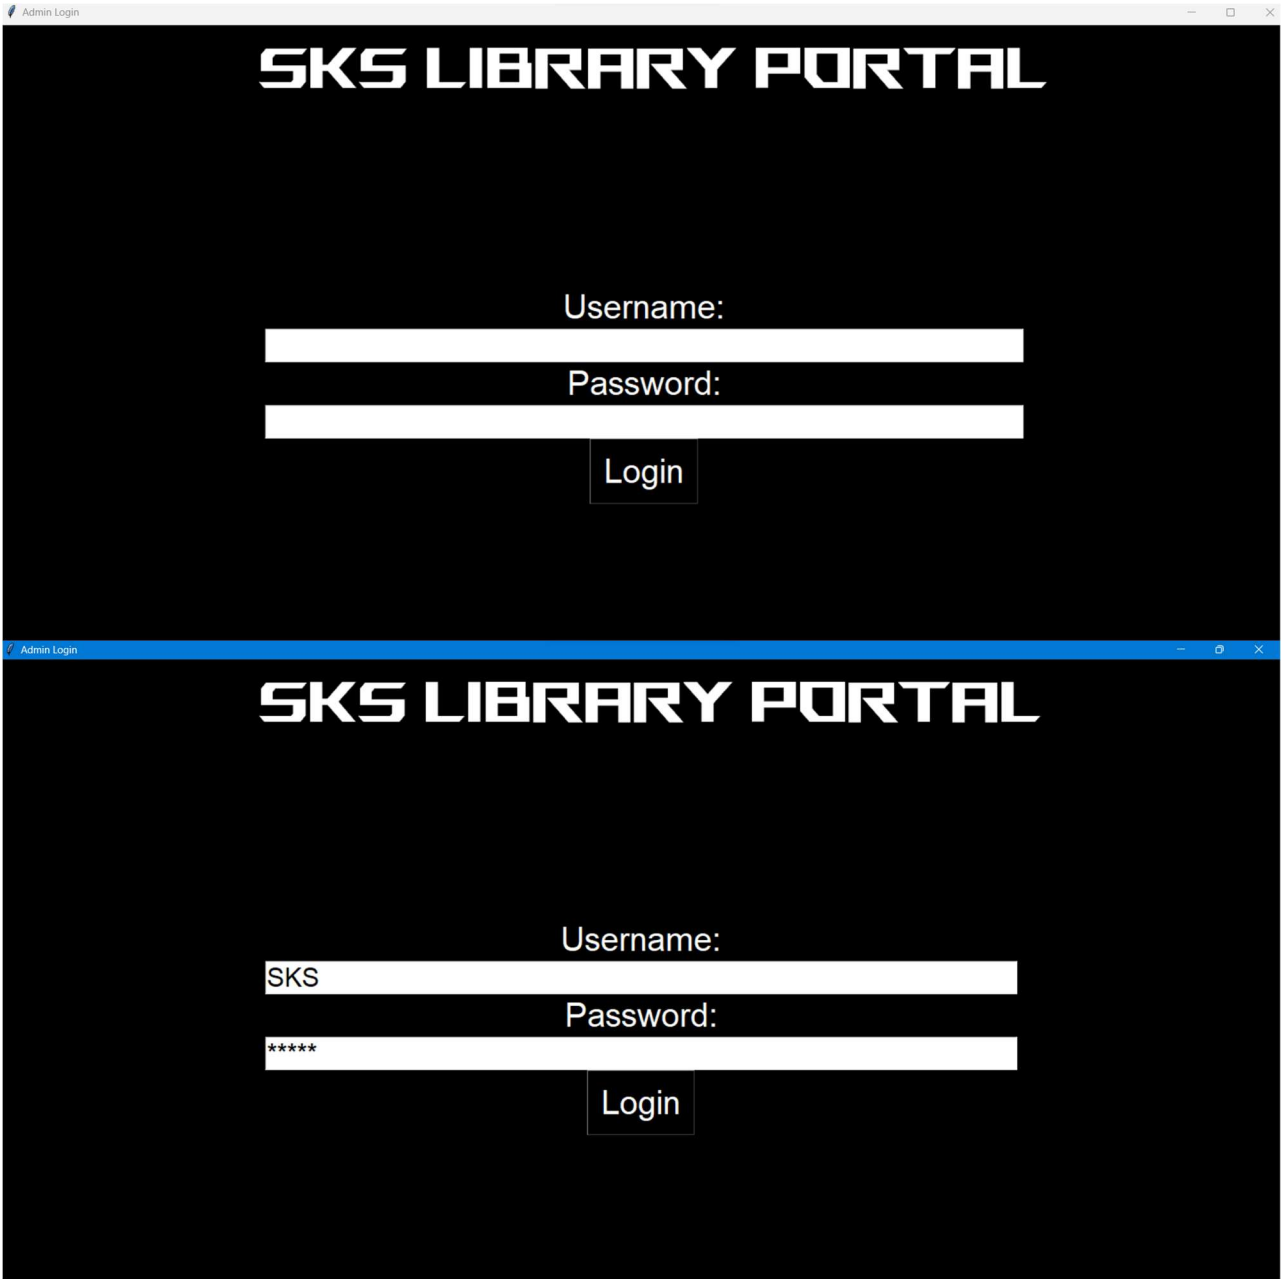 Admin Login
SKS LIBRARY PORTAL
Username:
Password:
Login
Admin Login
SKS LIBRARY PORTAL
Username:
SKS
Password:
*****
Login